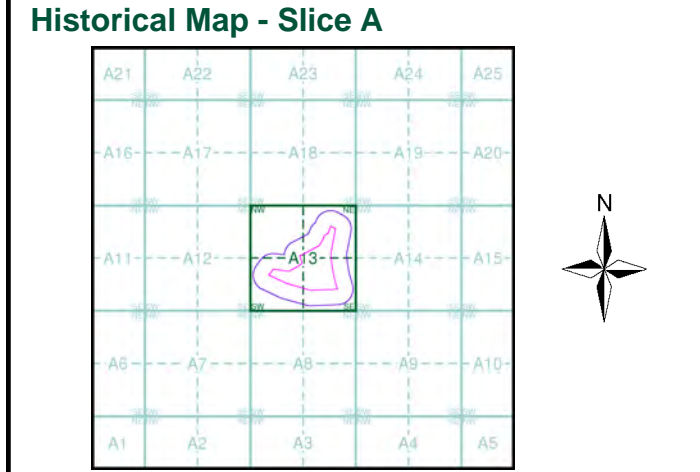 Historical Map - Slice A
A21 A22 A23 A24 A25
A16 A17 A18 A19 A20
N
NW NE
A11 A12 A13 A14 A15
SW SE
A6 A7 A8 A9 A10
A1 A2 A3 A4 A5